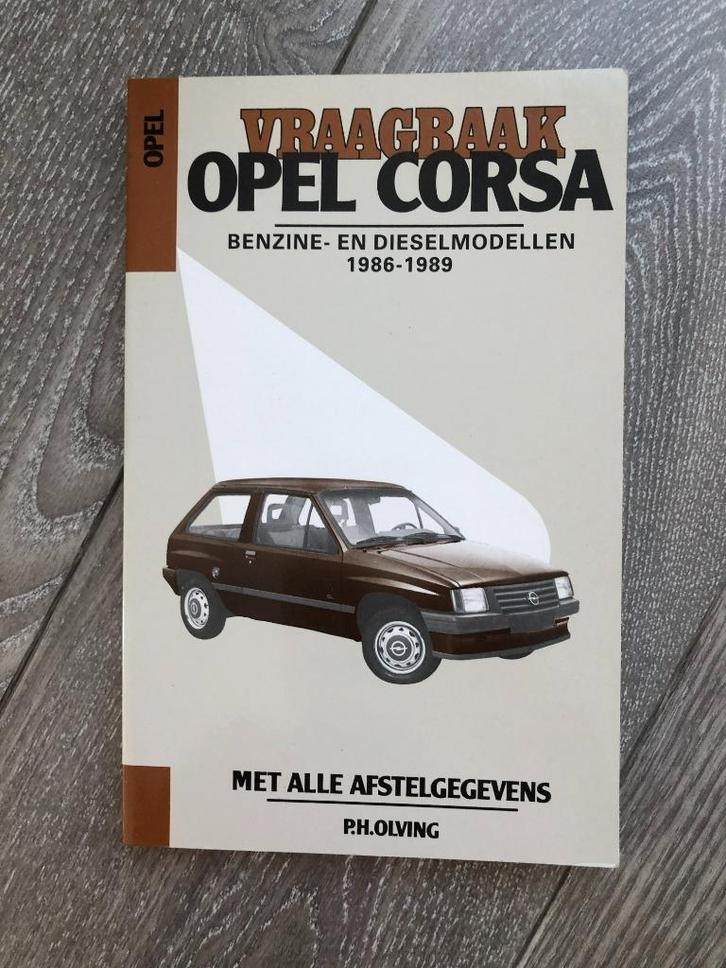 OPEL
VRAAGBAAK
OPEL CORSA
BENZINE- EN DIESELMODELLEN
1986-1989
MET ALLE AFSTELGEGEVENS
P.H.OLVING